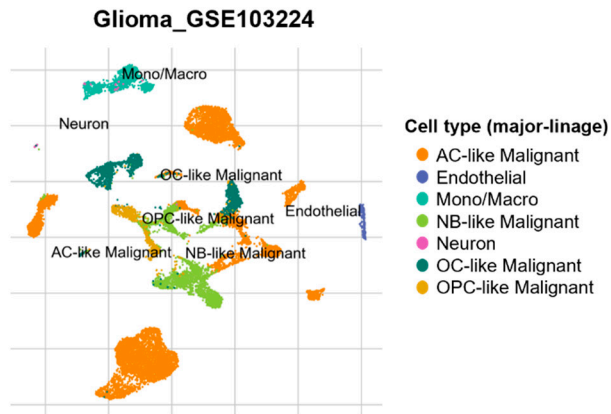 Glioma_GSE103224
Mono/Macro
Neuron
OC-like Malignant
OPC-like Malignant
Endothelial
AC-like Malignant
NB-like Malignant
Cell type (major-linage)
AC-like Malignant
Endothelial
Mono/Macro
NB-like Malignant
Neuron
OC-like Malignant
OPC-like Malignant